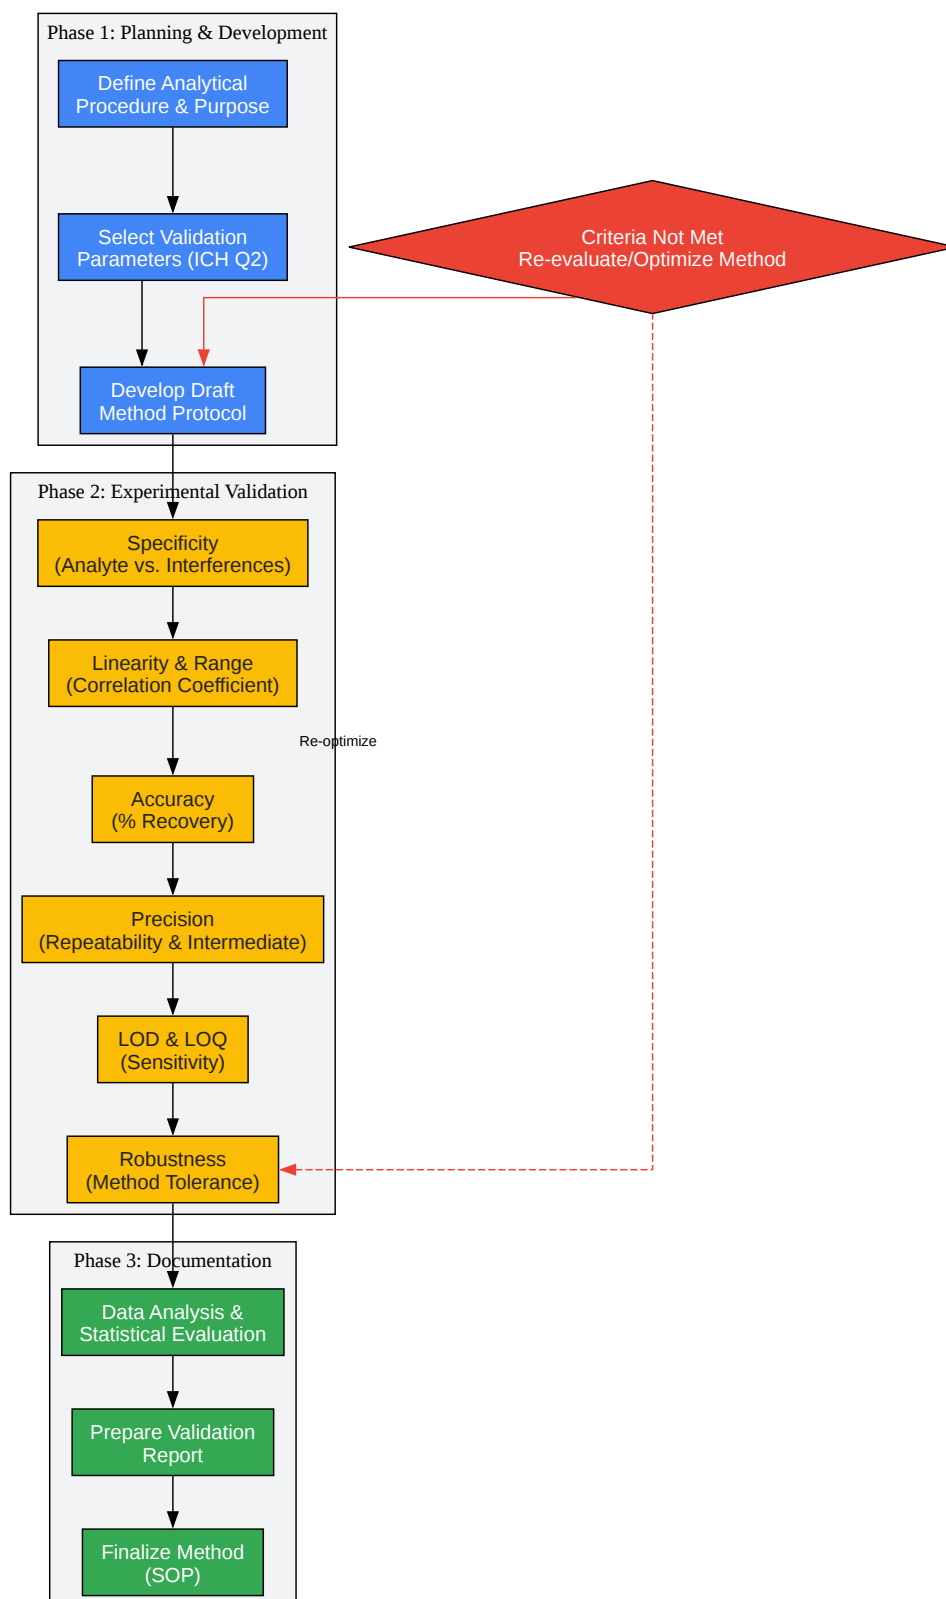 Phase 1: Planning & Development
Define Analytical
Procedure & Purpose
Select Validation
Parameters (ICH Q2)
Criteria Not Met
Re-evaluate/Optimize Method
Develop Draft
Method Protocol
Phase 2: Experimental Validation
Specificity
(Analyte vs. Interferences)
Linearity & Range
(Correlation Coefficient)
Re-optimize
Accuracy
(% Recovery)
Precision
(Repeatability & Intermediate)
LOD & LOQ
(Sensitivity)
Robustness
(Method Tolerance)
Phase 3: Documentation
Data Analysis &
Statistical Evaluation
Prepare Validation
Report
Finalize Method
(SOP)